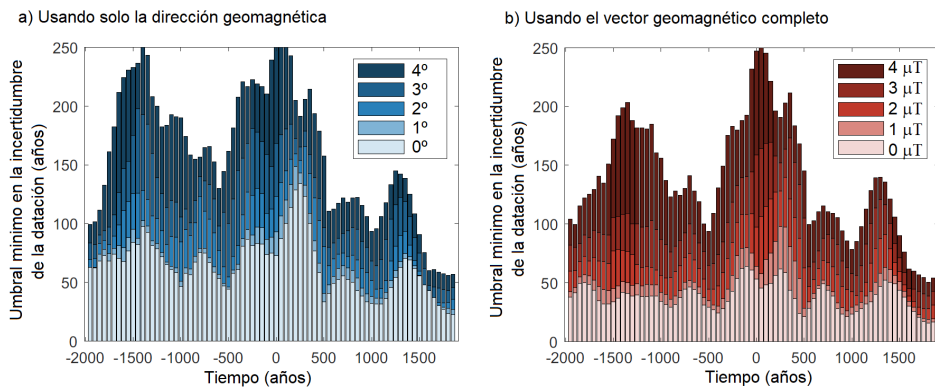 a) Usando solo la dirección geomagnética
Umbral minimo en la incertidumbre
de la datación (años)
250
200
150
100
50
0
4º
3º
2º
1º
0º
-2000 -1500 -1000 -500 0 500 1000 1500
Tiempo (años)
b) Usando el vector geomagnético completo
Umbral minimo en la incertidumbre
de la datación (años)
250
200
150
100
50
0
4 μT
3 μT
2 μT
1 μT
0 μT
-2000 -1500 -1000 -500 0 500 1000 1500
Tiempo (años)